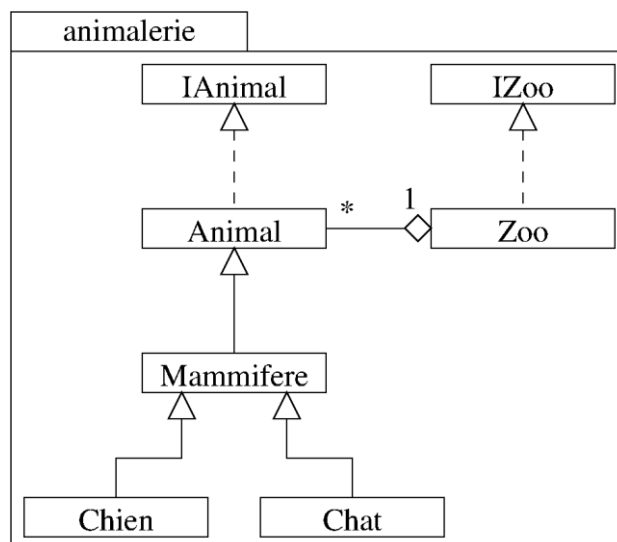 animalerie
IAnimal
IZoo
* 1
Animal
Zoo
Mammifere
Chien
Chat